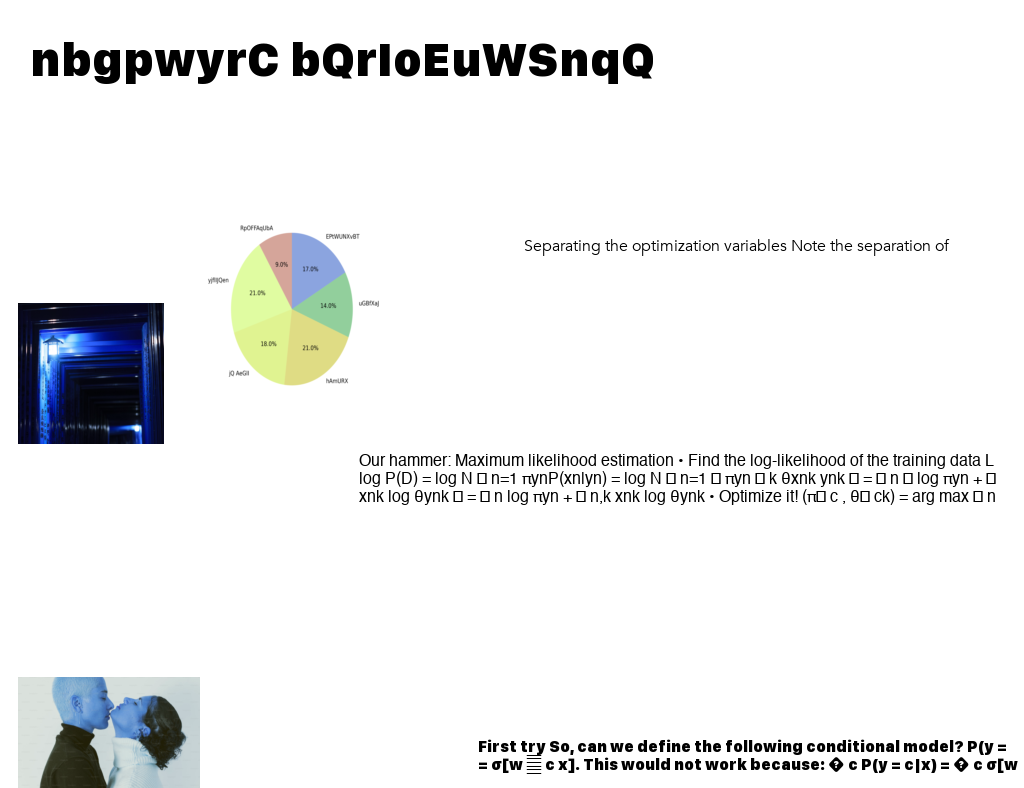 nbgpwyrC bQrIoEuWSnqQ
RpOFFAqUbA
EPtWUNXvBT
9.0%
17.0%
yjflljQen
21.0%
14.0%
uGBfXaJ
18.0%
21.0%
jQ AeGll
hAmURX
Separating the optimization variables Note the separation of
Our hammer: Maximum likelihood estimation • Find the log-likelihood of the training data L
log P(D) = log N � n=1 πynP(xn|yn) = log N � n=1 � πyn � k θxnk ynk � = � n � log πyn + �
xnk log θynk � = � n log πyn + � n,k xnk log θynk • Optimize it! (π� c , θ� ck) = arg max � n
First try So, can we define the following conditional model? P(y =
= σ[w c x]. This would not work because: � c P(y = c|x) = � c σ[w